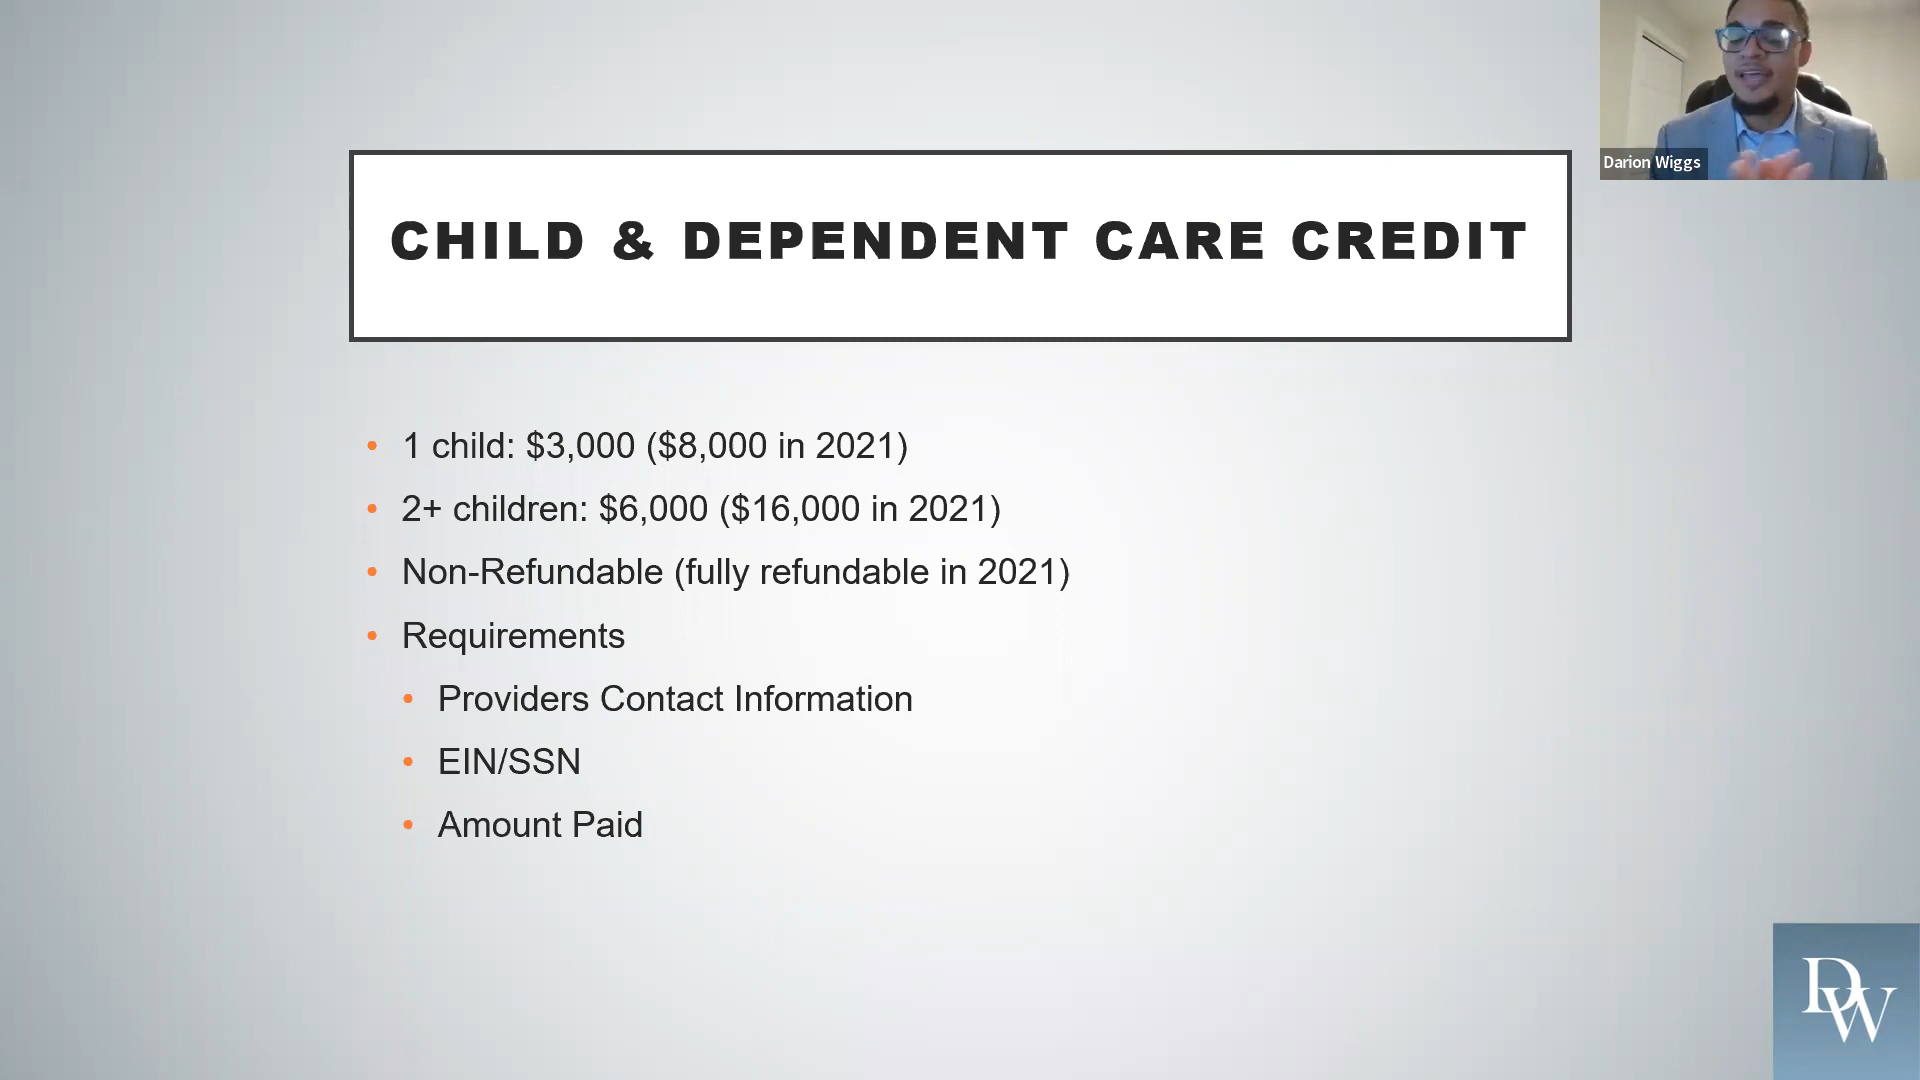 Darion Wiggs
CHILD & DEPENDENT CARE CREDIT
• 1 child: $3,000 ($8,000 in 2021)
• 2+ children: $6,000 ($16,000 in 2021)
• Non-Refundable (fully refundable in 2021)
• Requirements
• Providers Contact Information
• EIN/SSN
• Amount Paid
DW